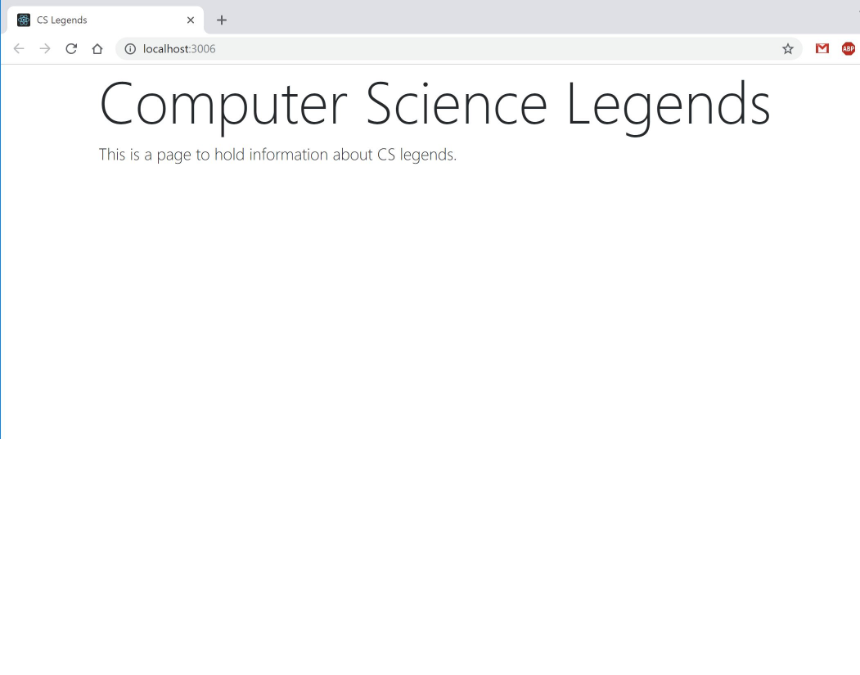 CS Legends
localhost:3006
ABP
Computer Science Legends
This is a page to hold information about CS legends.